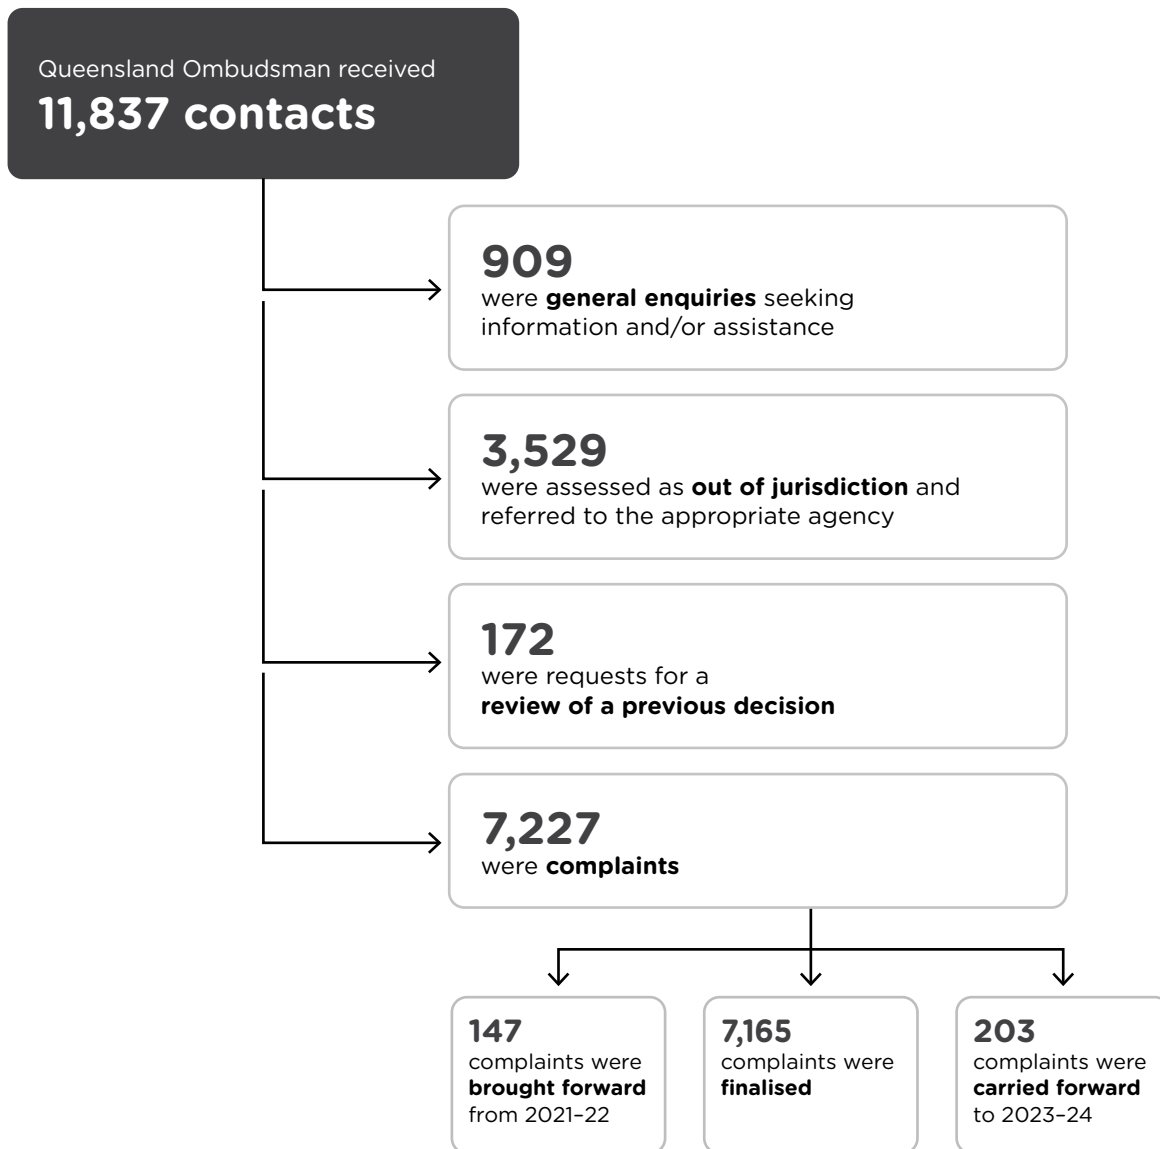 Queensland Ombudsman received
11,837 contacts
909
were general enquiries seeking
information and/or assistance
3,529
were assessed as out of jurisdiction and
referred to the appropriate agency
172
were requests for a
review of a previous decision
7,227
were complaints
147
complaints were
brought forward
from 2021–22
7,165
complaints were
finalised
203
complaints were
carried forward
to 2023–24